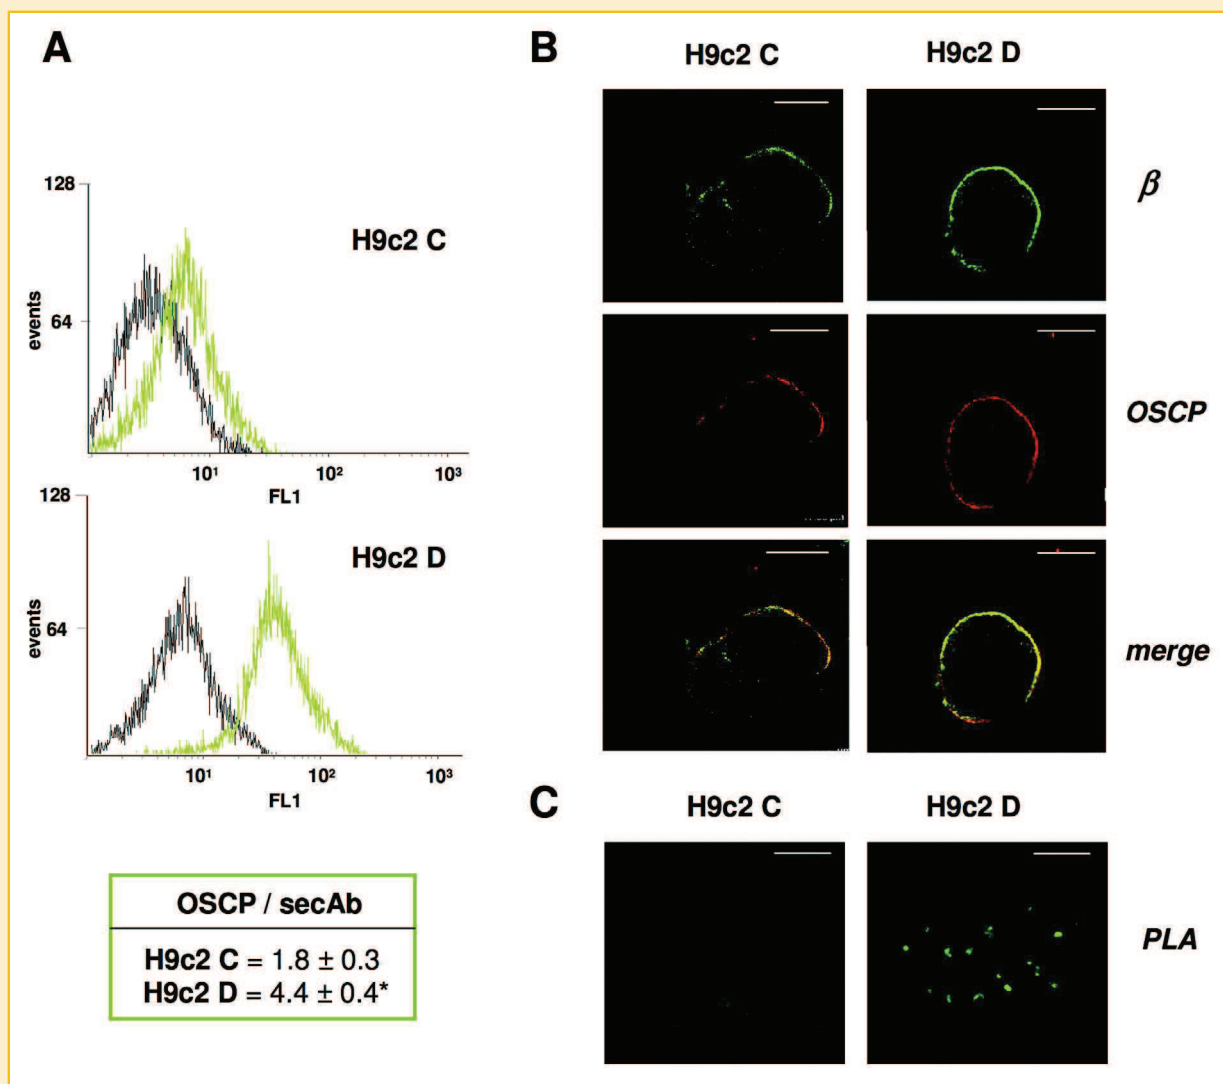 A
128
H9c2 C
64
events
10¹
10²
10³
FL1
128
H9c2 D
64
events
10¹
10²
10³
FL1
OSCP / secAb
H9c2 C = 1.8 ± 0.3
H9c2 D = 4.4 ± 0.4*
B
H9c2 C
H9c2 D
β
OSCP
merge
C
H9c2 C
H9c2 D
PLA